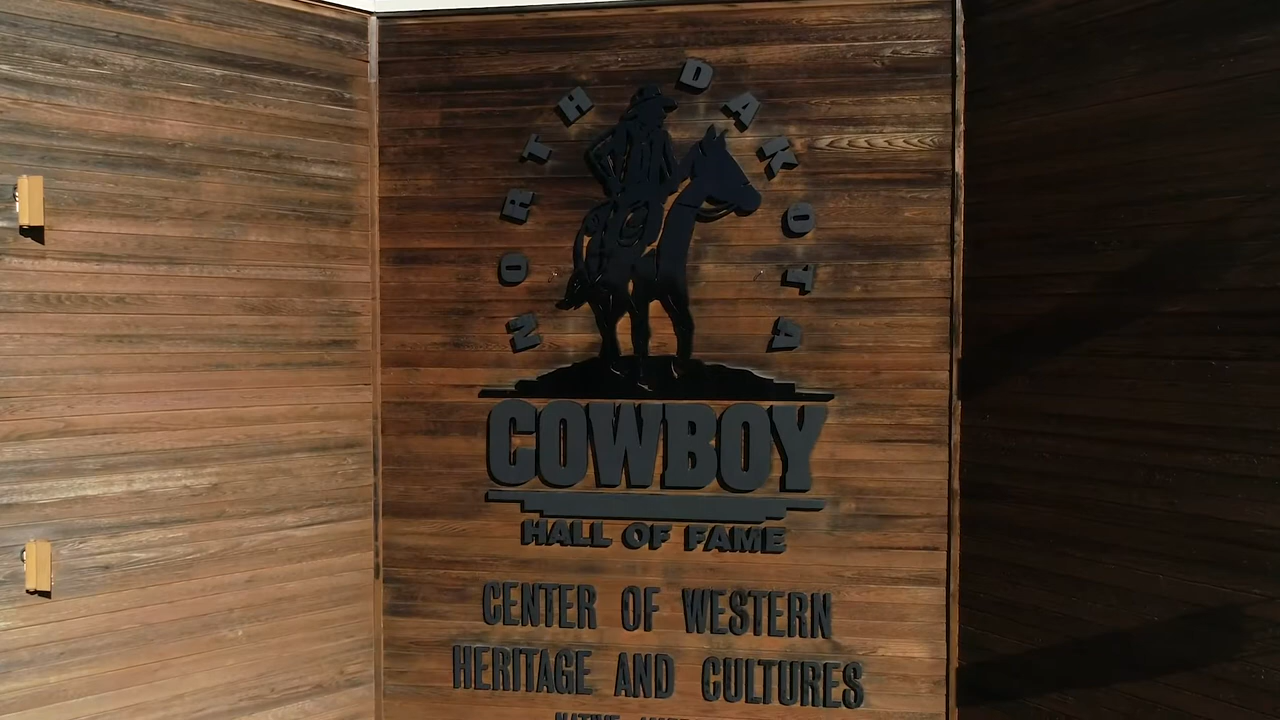 NORTH DAKOTA
COWBOY
HALL OF FAME
CENTER OF WESTERN
HERITAGE AND CULTURES